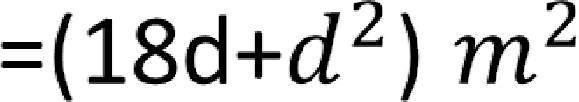 =(18d+𝑑²) 𝑚²